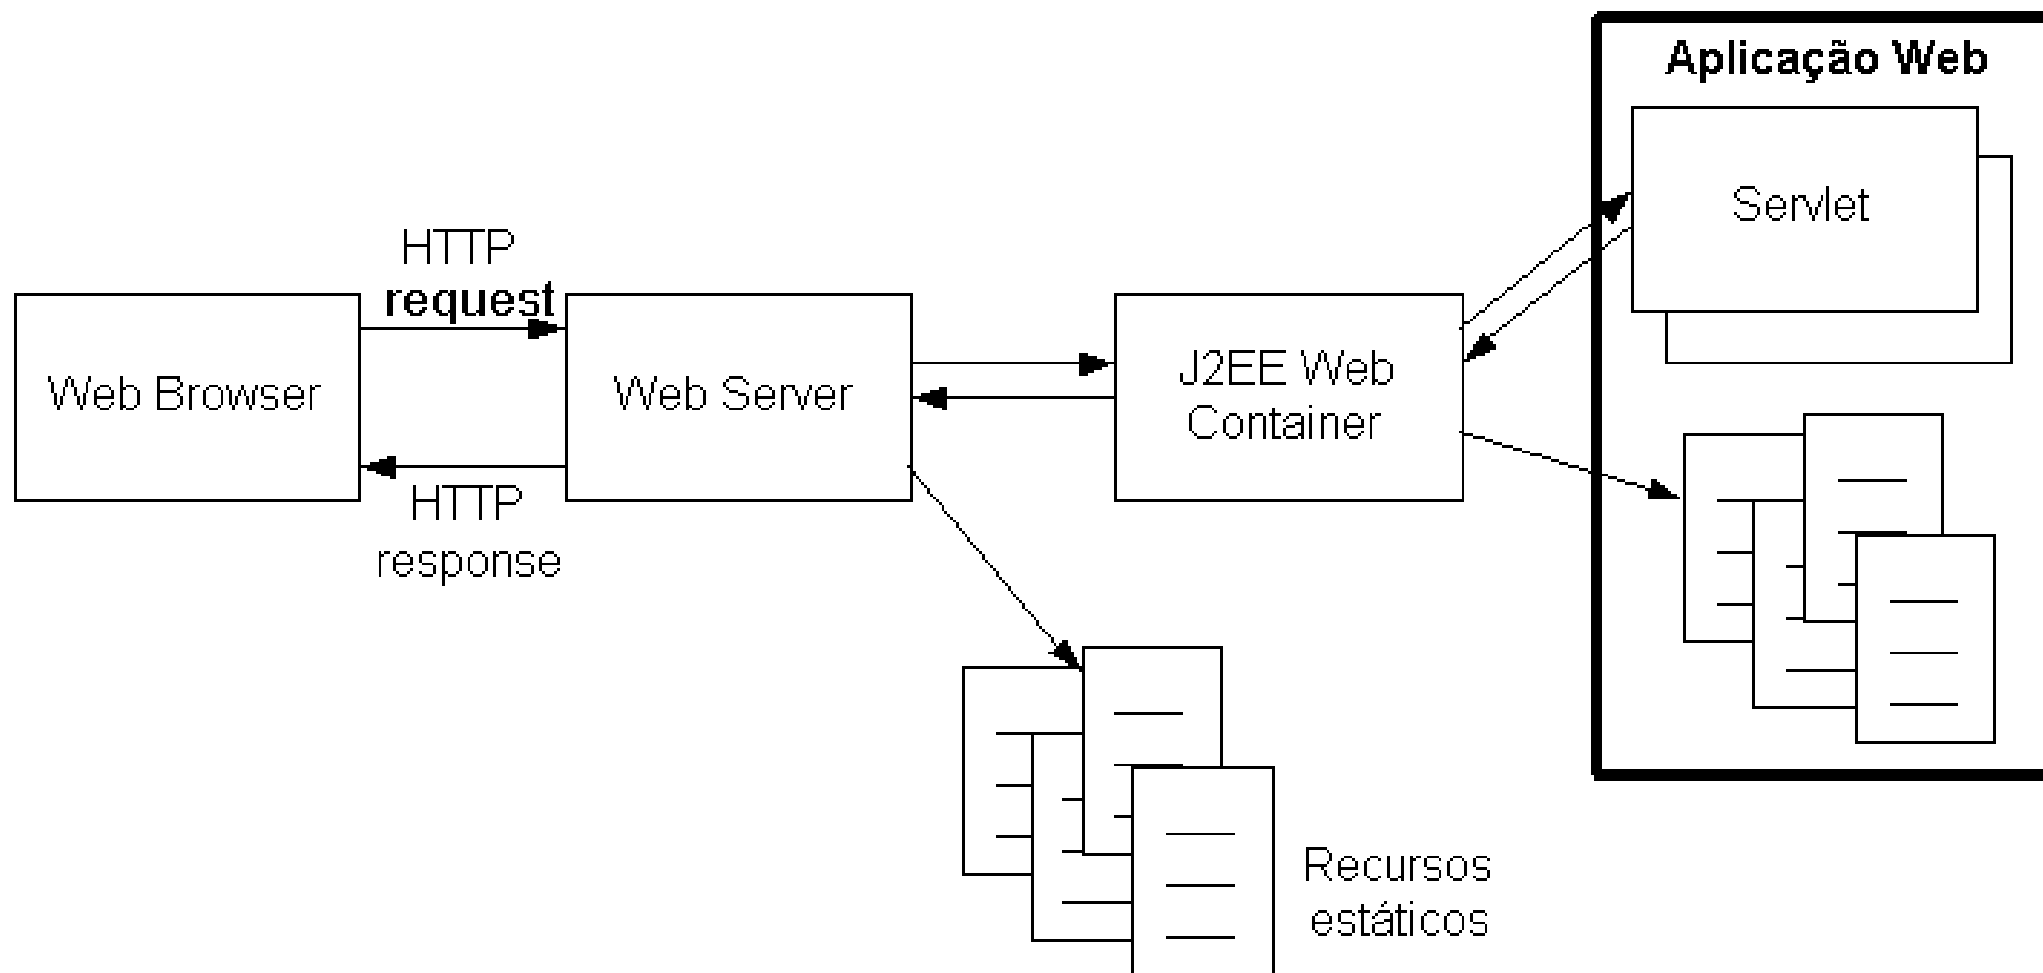 Aplicação Web
Servlet
HTTP
request
Web Browser
Web Server
J2EE Web
Container
HTTP
response
Recursos
estáticos